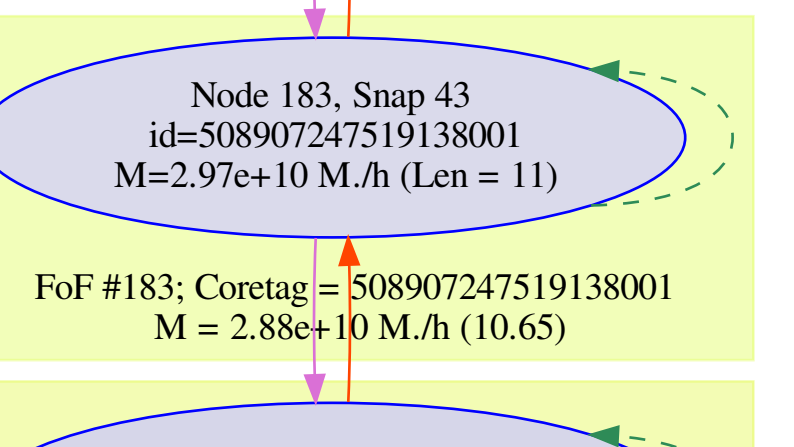 Node 183, Snap 43
id=508907247519138001
M=2.97e+10 M./h (Len = 11)
FoF #183; Coretag = 508907247519138001
M = 2.88e+10 M./h (10.65)